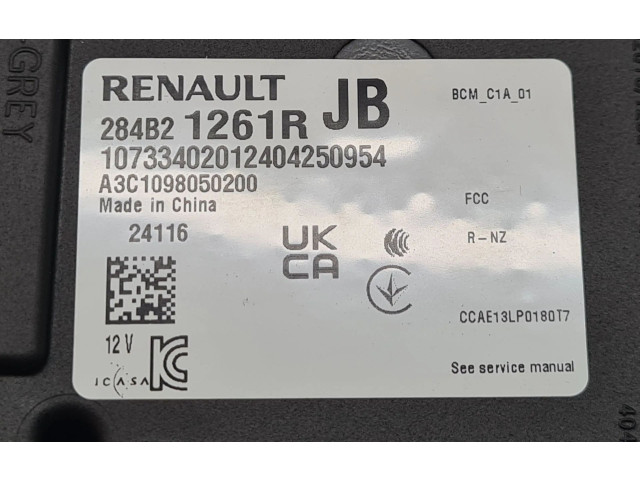 -GREY
RENAULT JB
BCM_C1A_01
284B2 1261R
10733402012404250954
A3C1098050200
Made in China
FCC
24116
UK
CA
R-NZ
CCAE13LP0180T7
12 V
ICASA
See service manual
404